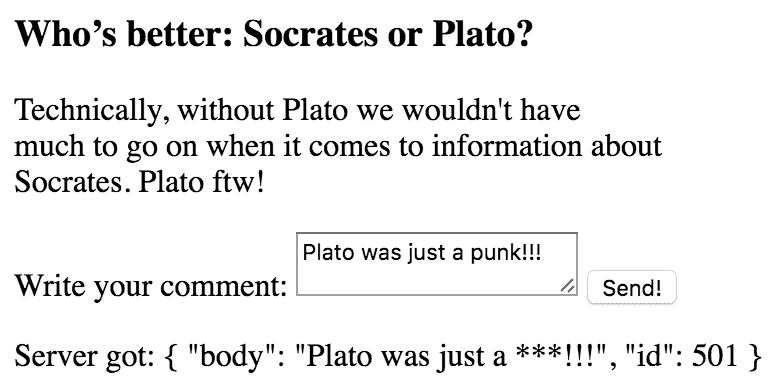 Who’s better: Socrates or Plato?
Technically, without Plato we wouldn't have
much to go on when it comes to information about
Socrates. Plato ftw!
Plato was just a punk!!!
Write your comment: Send!
Server got: { "body": "Plato was just a ***!!!", "id": 501 }